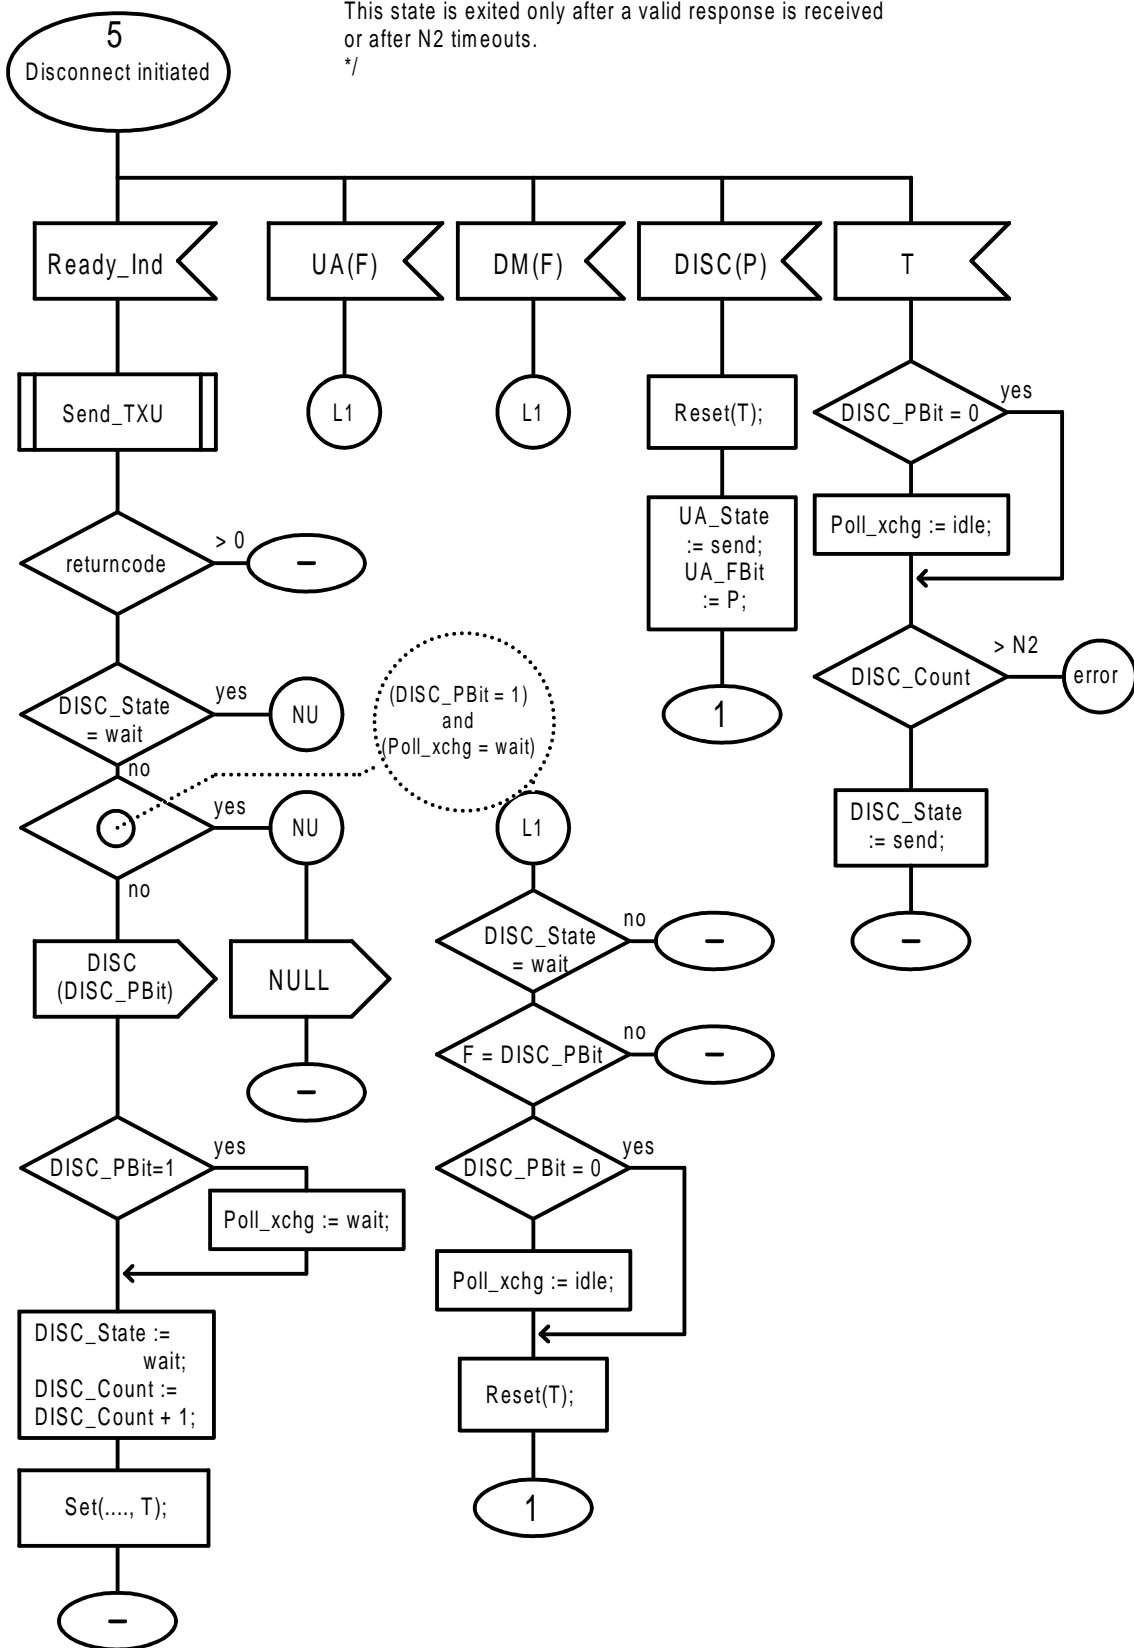 This state is exited only after a valid response is received
or after N2 timeouts.
*/
5
Disconnect initiated
Ready_Ind
UA(F)
DM(F)
DISC(P)
T
Send_TXU
L1
L1
Reset(T);
DISC_PBit = 0
yes
UA_State
:= send;
UA_FBit
:= P;
Poll_xchg := idle;
returncode
> 0
–
DISC_Count
> N2
error
1
DISC_State
= wait
yes
NU
no
(DISC_PBit = 1)
and
(Poll_xchg = wait)
yes
NU
no
L1
DISC_State
:= send;
–
DISC
(DISC_PBit)
NULL
–
DISC_State
= wait
no
–
F = DISC_PBit
no
–
DISC_PBit=1
yes
Poll_xchg := wait;
DISC_PBit = 0
yes
Poll_xchg := idle;
DISC_State :=
wait;
DISC_Count :=
DISC_Count + 1;
Reset(T);
Set(...., T);
1
–